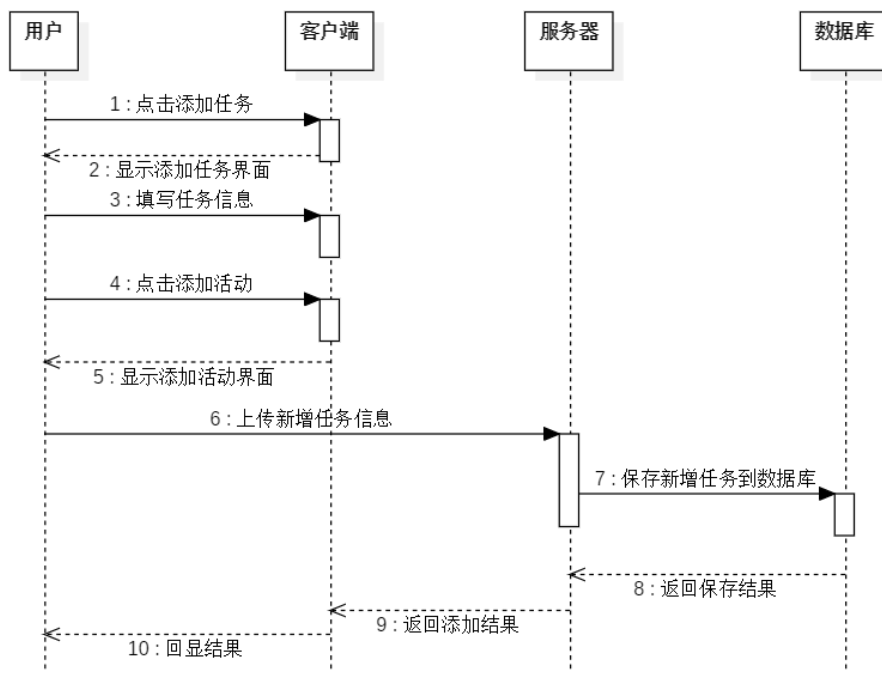 用户
客户端
服务器
数据库
1 : 点击添加任务
2 : 显示添加任务界面
3 : 填写任务信息
4 : 点击添加活动
5 : 显示添加活动界面
6 : 上传新增任务信息
7 : 保存新增任务到数据库
8 : 返回保存结果
9 : 返回添加结果
10 : 回显结果